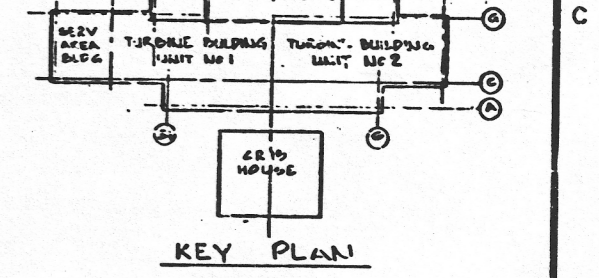 G
C
SERV
AREA
BLDG
TURBINE BUILDING
UNIT NO 1
TURBINE BUILDING
UNIT NO 2
C
A
G
CRIB
HOUSE
KEY PLAN